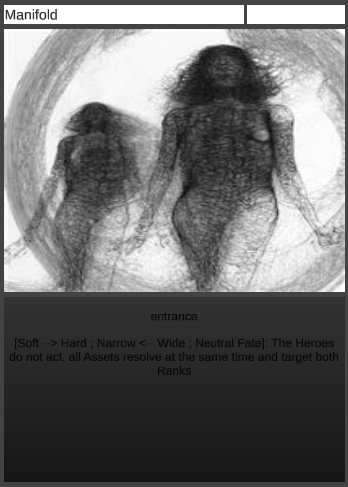 Manifold
entrance
[Soft --> Hard ; Narrow <-- Wide ; Neutral Fate]: The Heroes
do not act, all Assets resolve at the same time and target both
Ranks